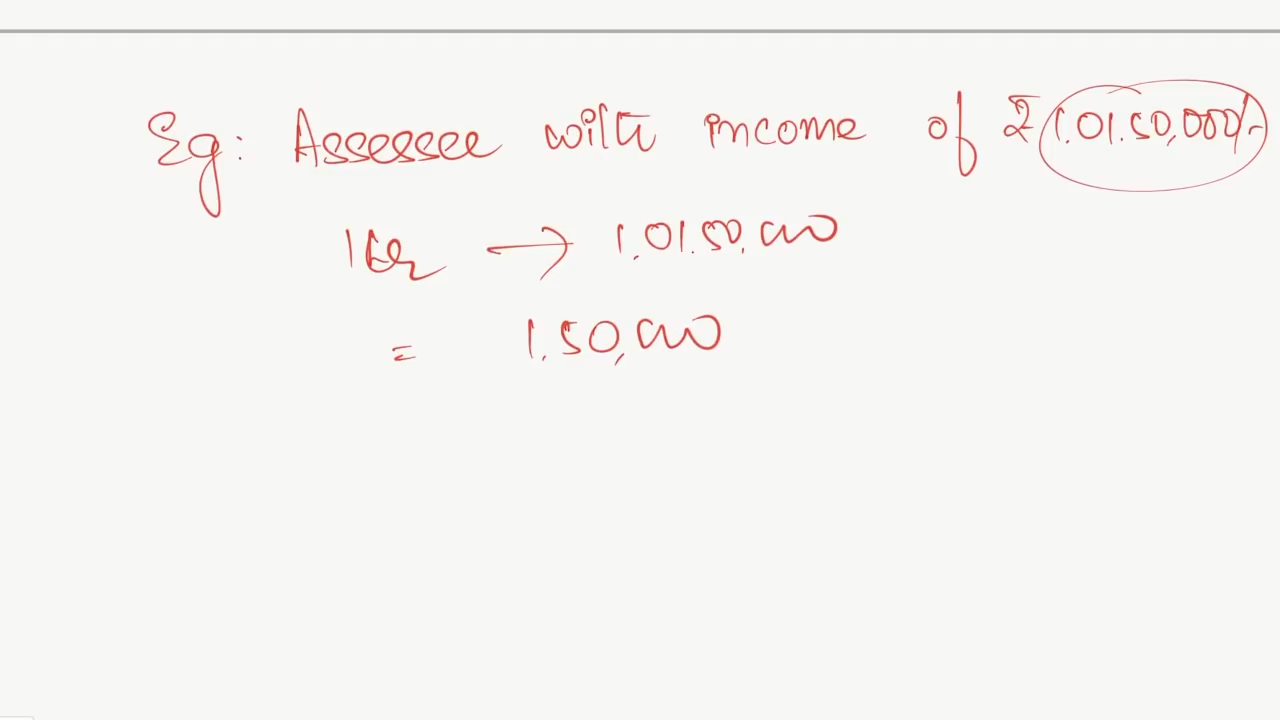 Eg: Assessee with income of ₹ 1.01.50,000/-
1Cr → 1.01.50,000
= 1.50,000